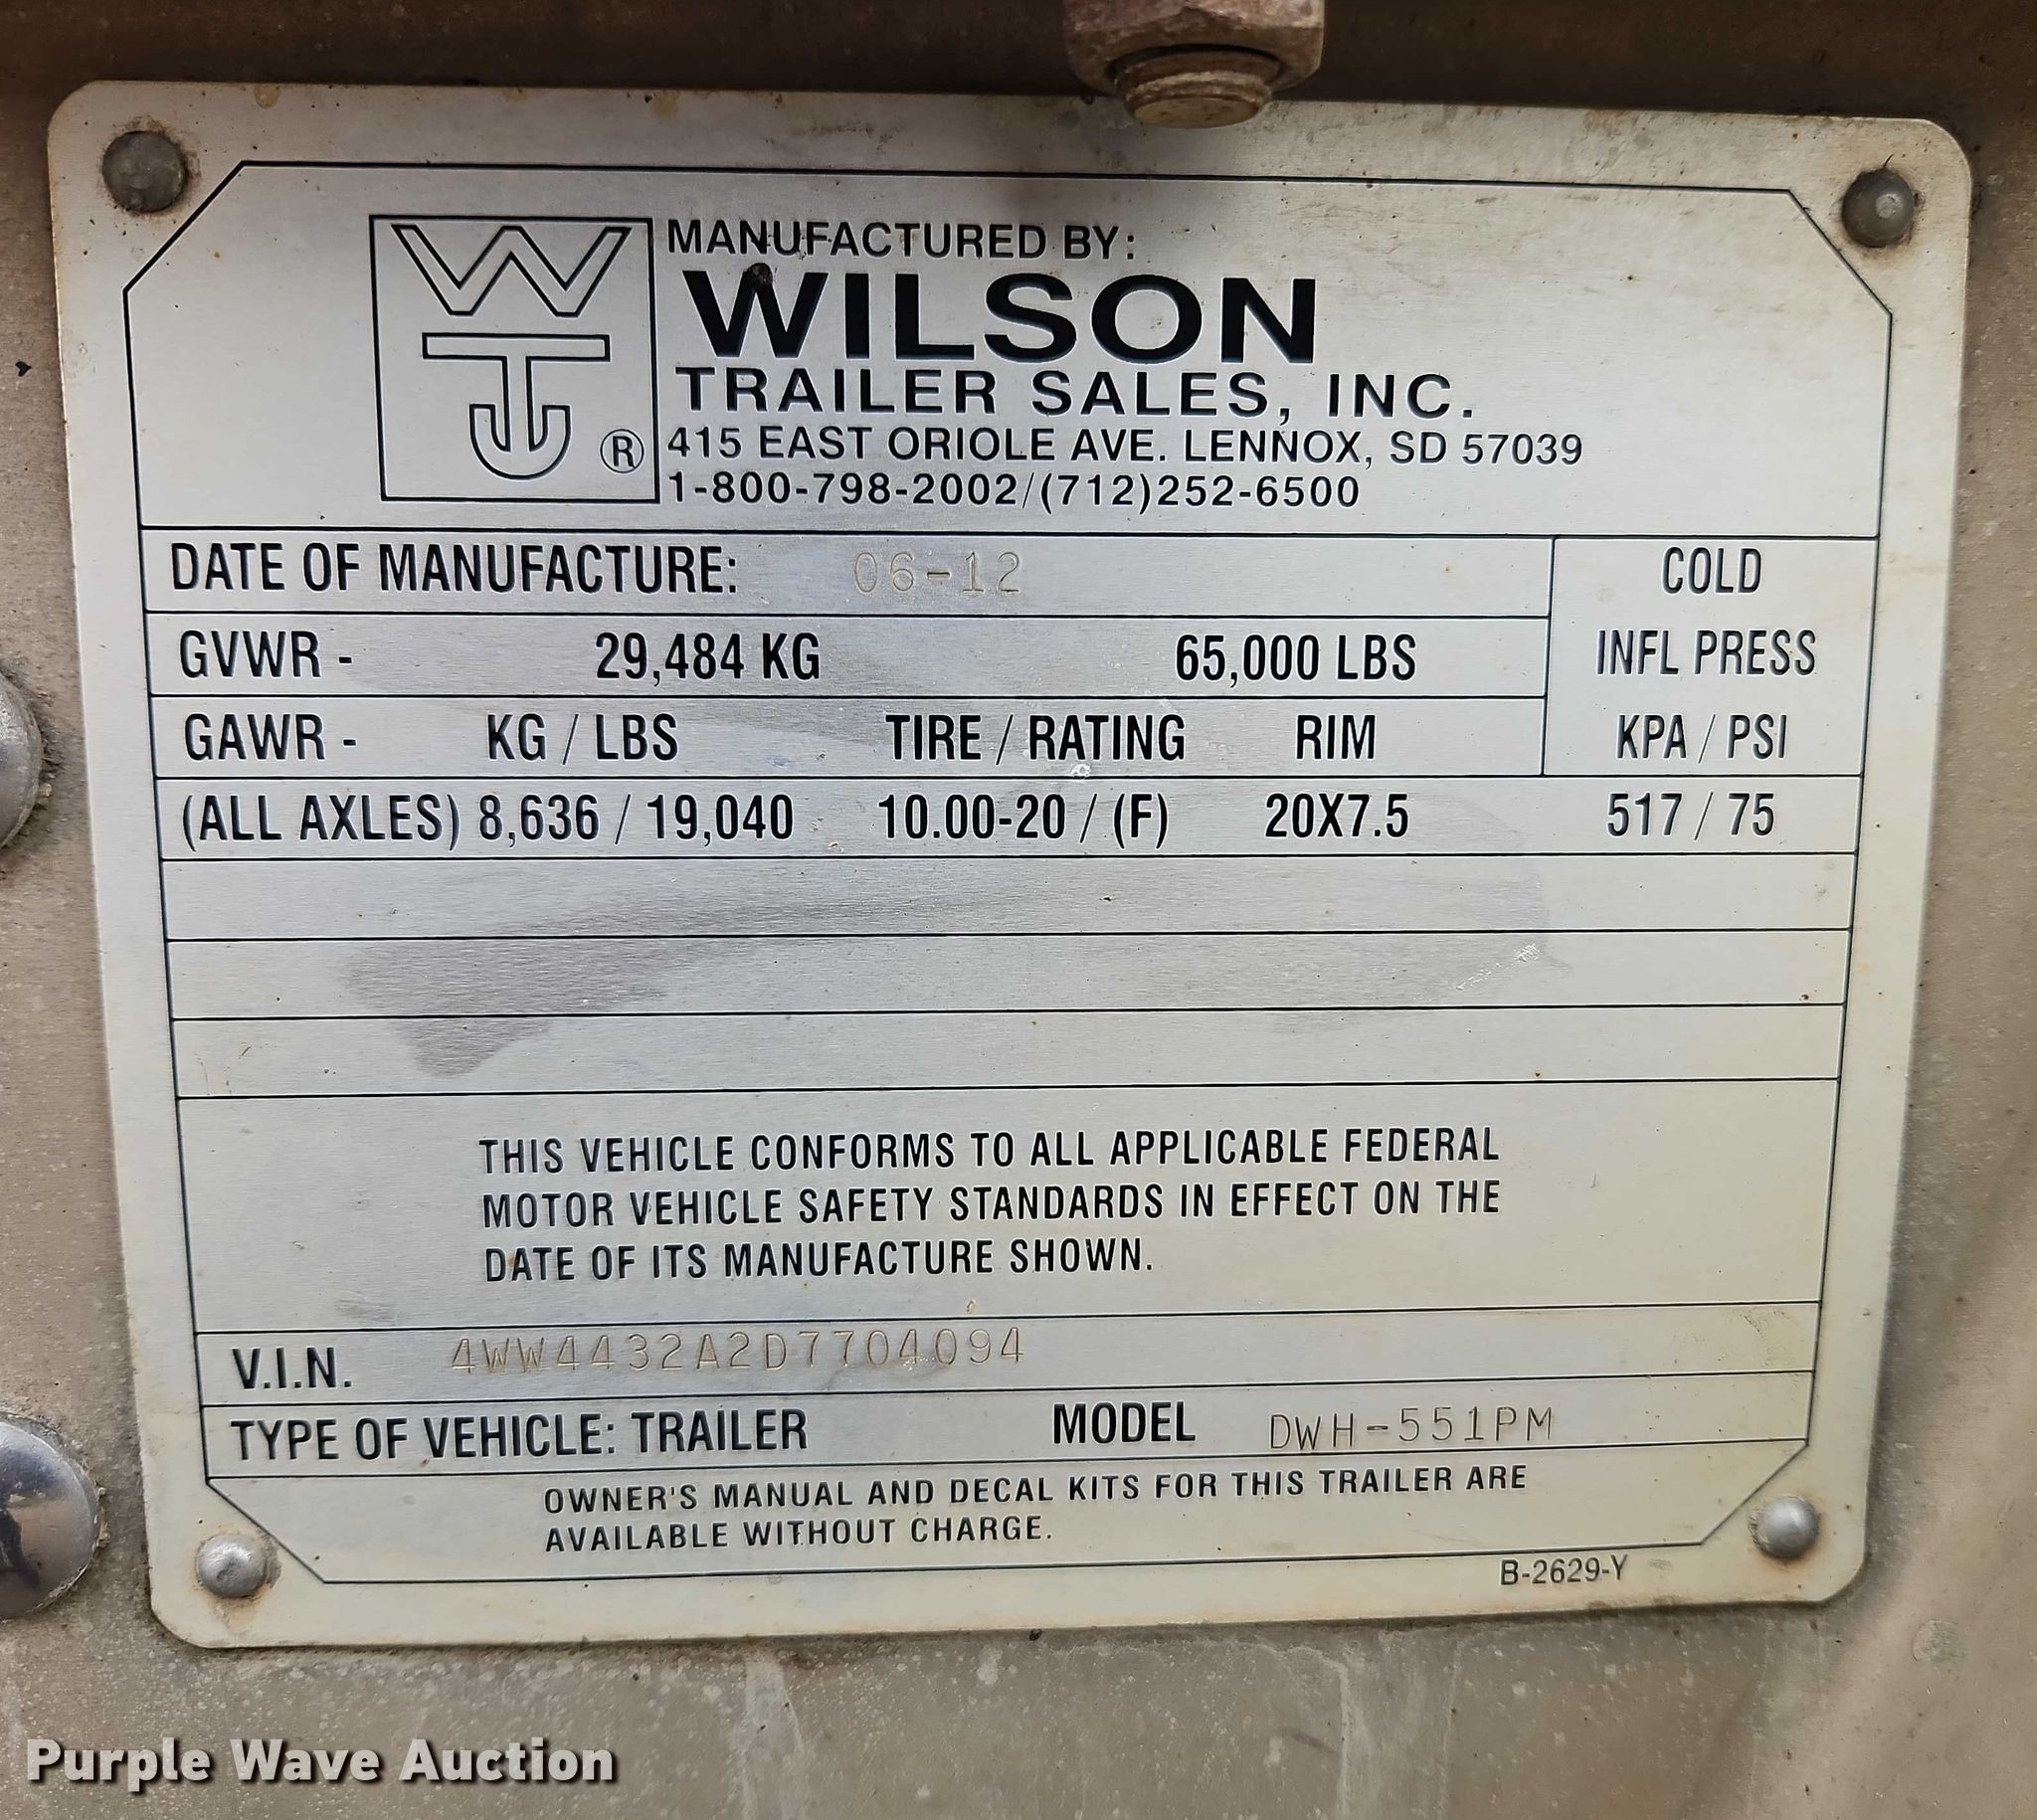 WTJ ®
MANUFACTURED BY:
WILSON
TRAILER SALES, INC.
415 EAST ORIOLE AVE. LENNOX, SD 57039
1-800-798-2002/(712)252-6500
DATE OF MANUFACTURE: 06-12
COLD
INFL PRESS
KPA / PSI
GVWR - 29,484 KG 65,000 LBS
GAWR - KG / LBS TIRE / RATING RIM
(ALL AXLES) 8,636 / 19,040 10.00-20 / (F) 20X7.5 517 / 75
THIS VEHICLE CONFORMS TO ALL APPLICABLE FEDERAL
MOTOR VEHICLE SAFETY STANDARDS IN EFFECT ON THE
DATE OF ITS MANUFACTURE SHOWN.
V.I.N. 4WW4432A2D7704094
TYPE OF VEHICLE: TRAILER MODEL DWH-551PM
OWNER'S MANUAL AND DECAL KITS FOR THIS TRAILER ARE
AVAILABLE WITHOUT CHARGE.
B-2629-Y
Purple Wave Auction